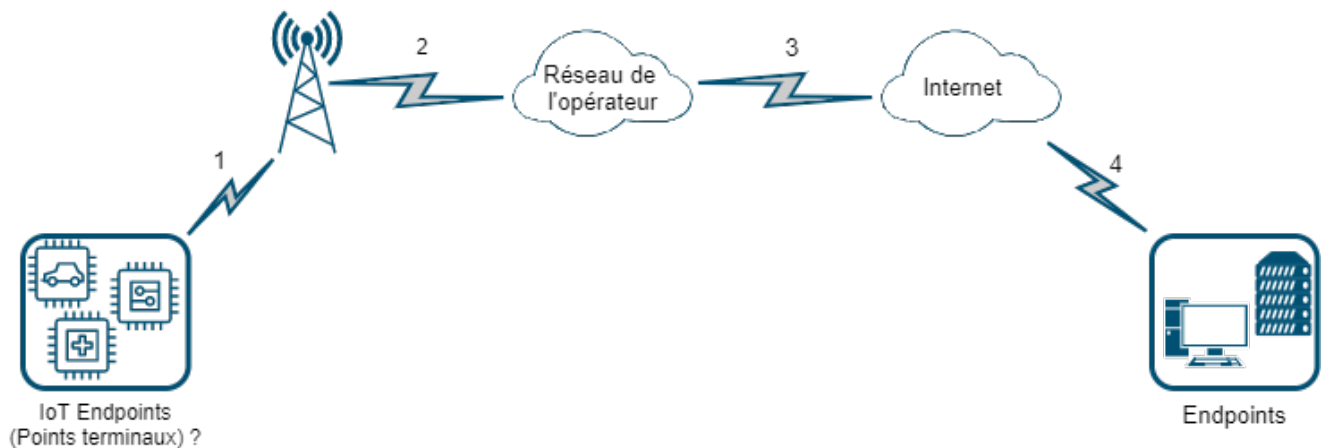 1
2
Réseau de
l'opérateur
3
Internet
4
IoT Endpoints
(Points terminaux) ?
Endpoints